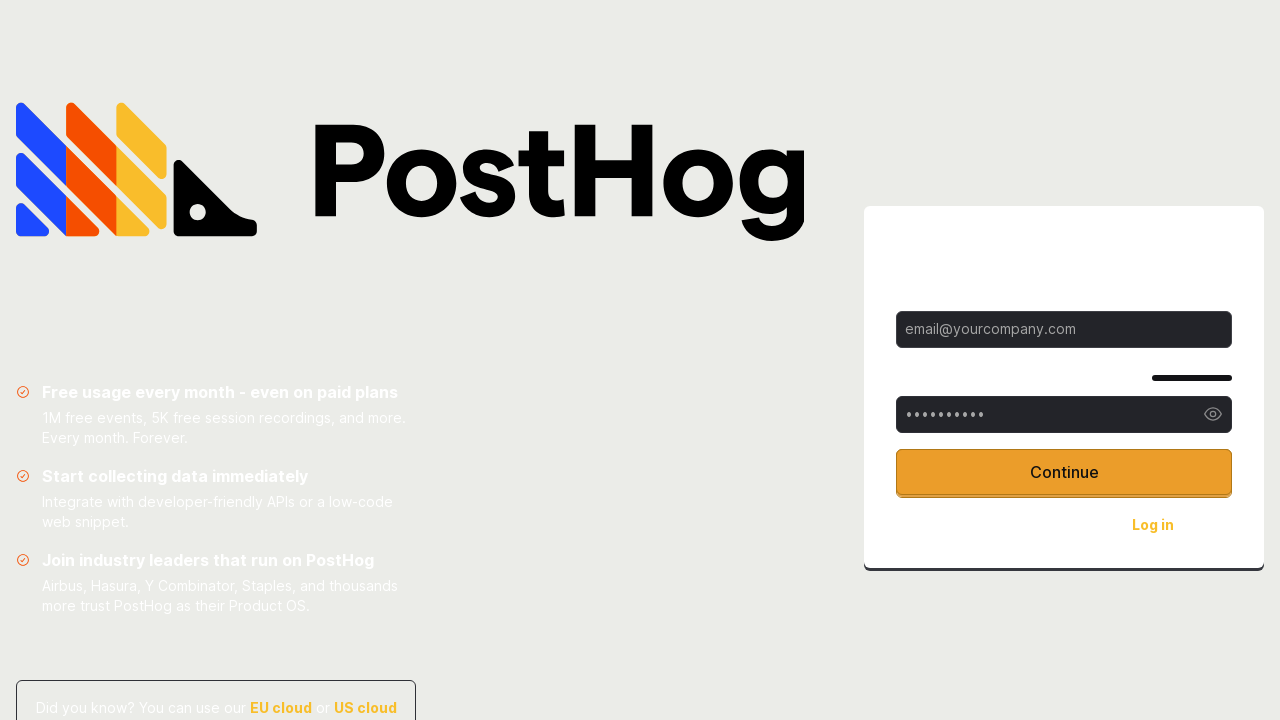 PostHog
Free usage every month - even on paid plans
1M free events, 5K free session recordings, and more.
Every month. Forever.
Start collecting data immediately
Integrate with developer-friendly APIs or a low-code
web snippet.
Join industry leaders that run on PostHog
Airbus, Hasura, Y Combinator, Staples, and thousands
more trust PostHog as their Product OS.
Did you know? You can use our EU cloud or US cloud
email@yourcompany.com
••••••••••
Continue
Log in